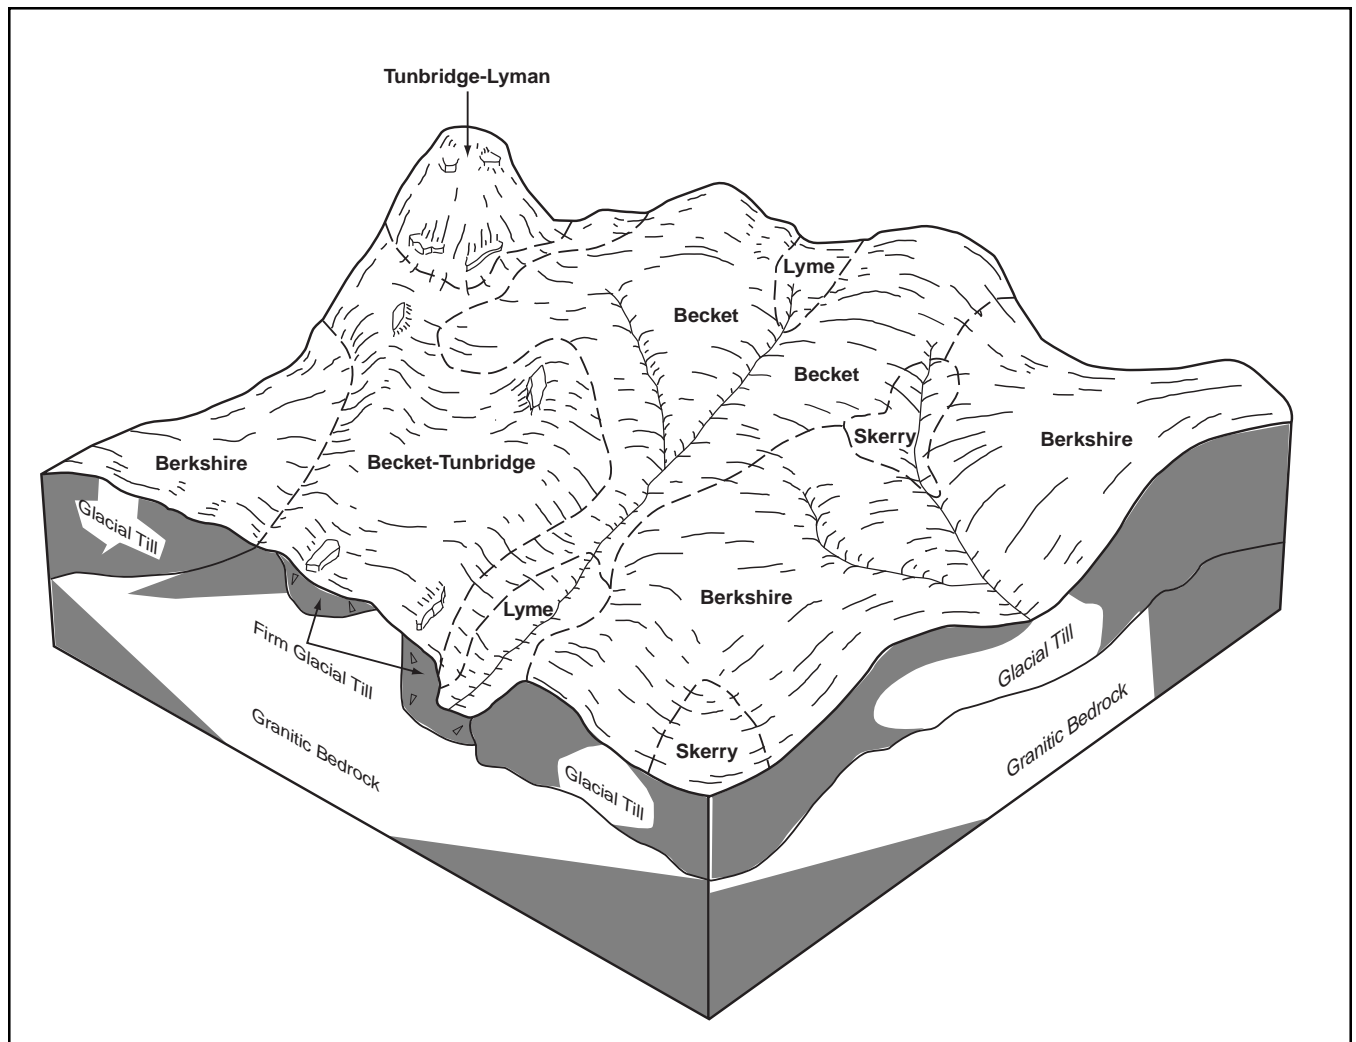 Tunbridge-Lyman
Lyme
Becket
Becket
Skerry
Berkshire
Berkshire
Becket-Tunbridge
Glacial Till
Berkshire
Lyme
Firm Glacial Till
Glacial Till
Granitic Bedrock
Granitic Bedrock
Skerry
Glacial Till